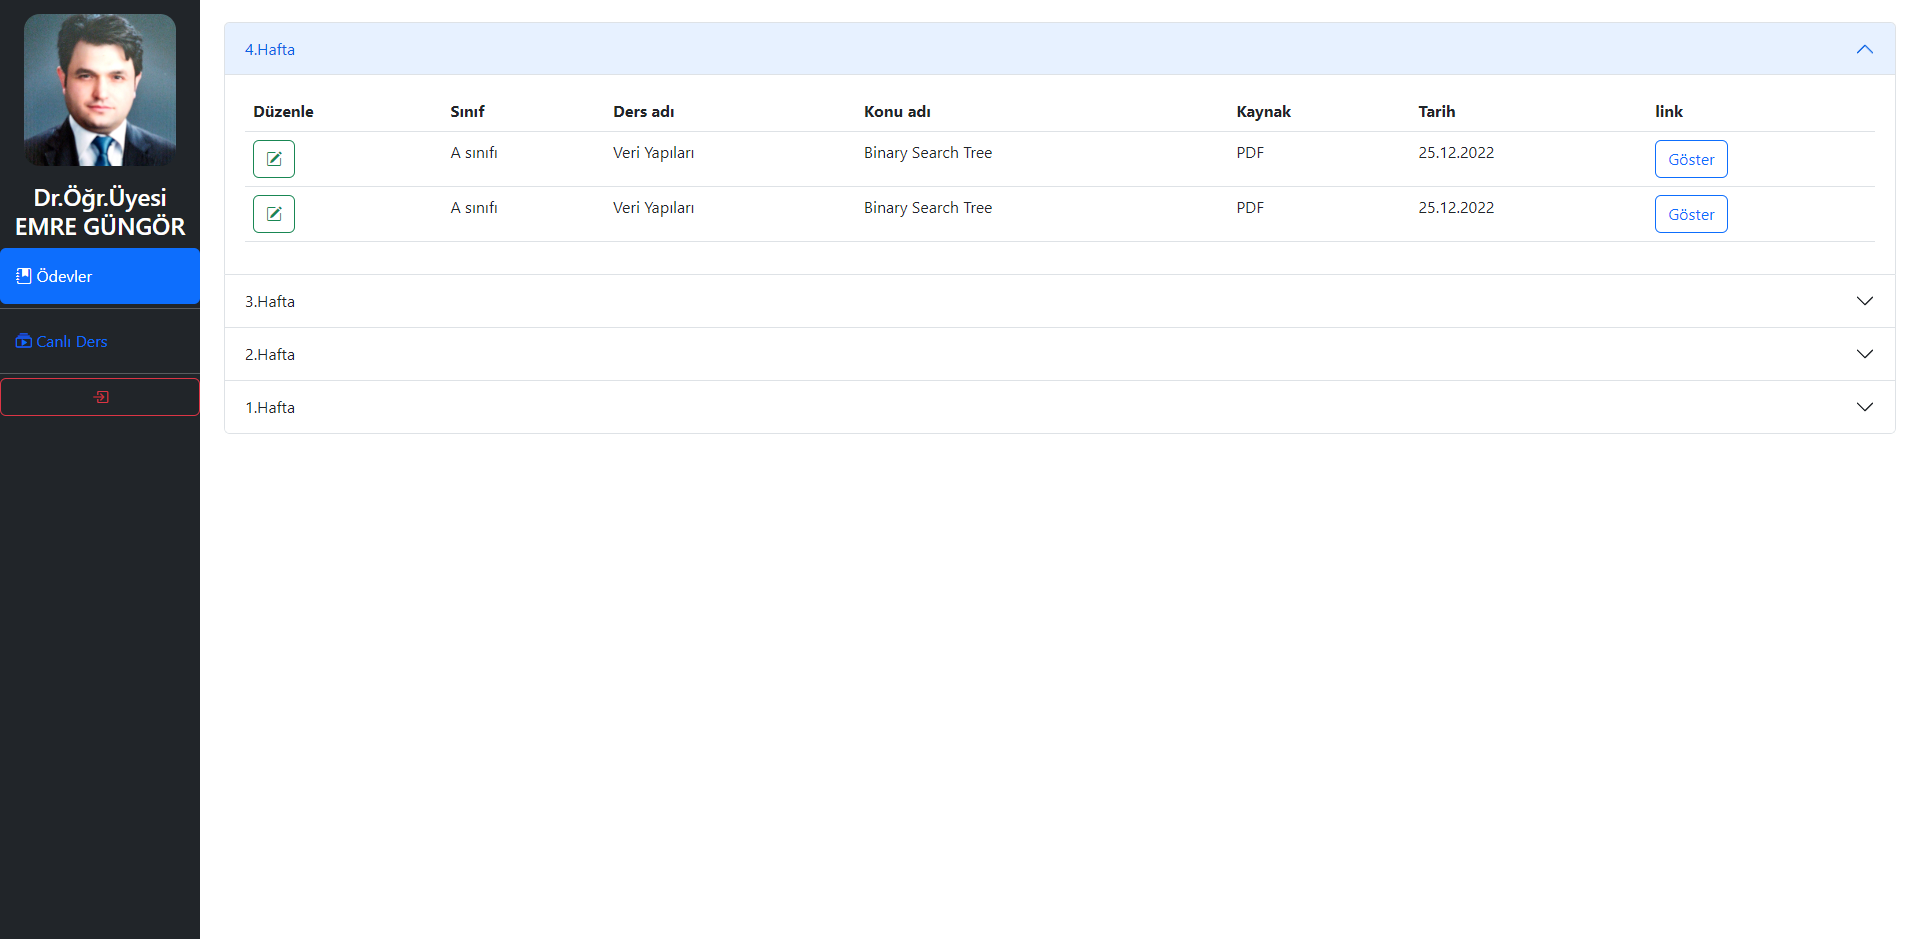 Dr.Öğr.Üyesi
EMRE GÜNGÖR
Ödevler
Canlı Ders
4.Hafta
Düzenle Sınıf Ders adı Konu adı Kaynak Tarih link
A sınıfı Veri Yapıları Binary Search Tree PDF 25.12.2022 Göster
A sınıfı Veri Yapıları Binary Search Tree PDF 25.12.2022 Göster
3.Hafta
2.Hafta
1.Hafta